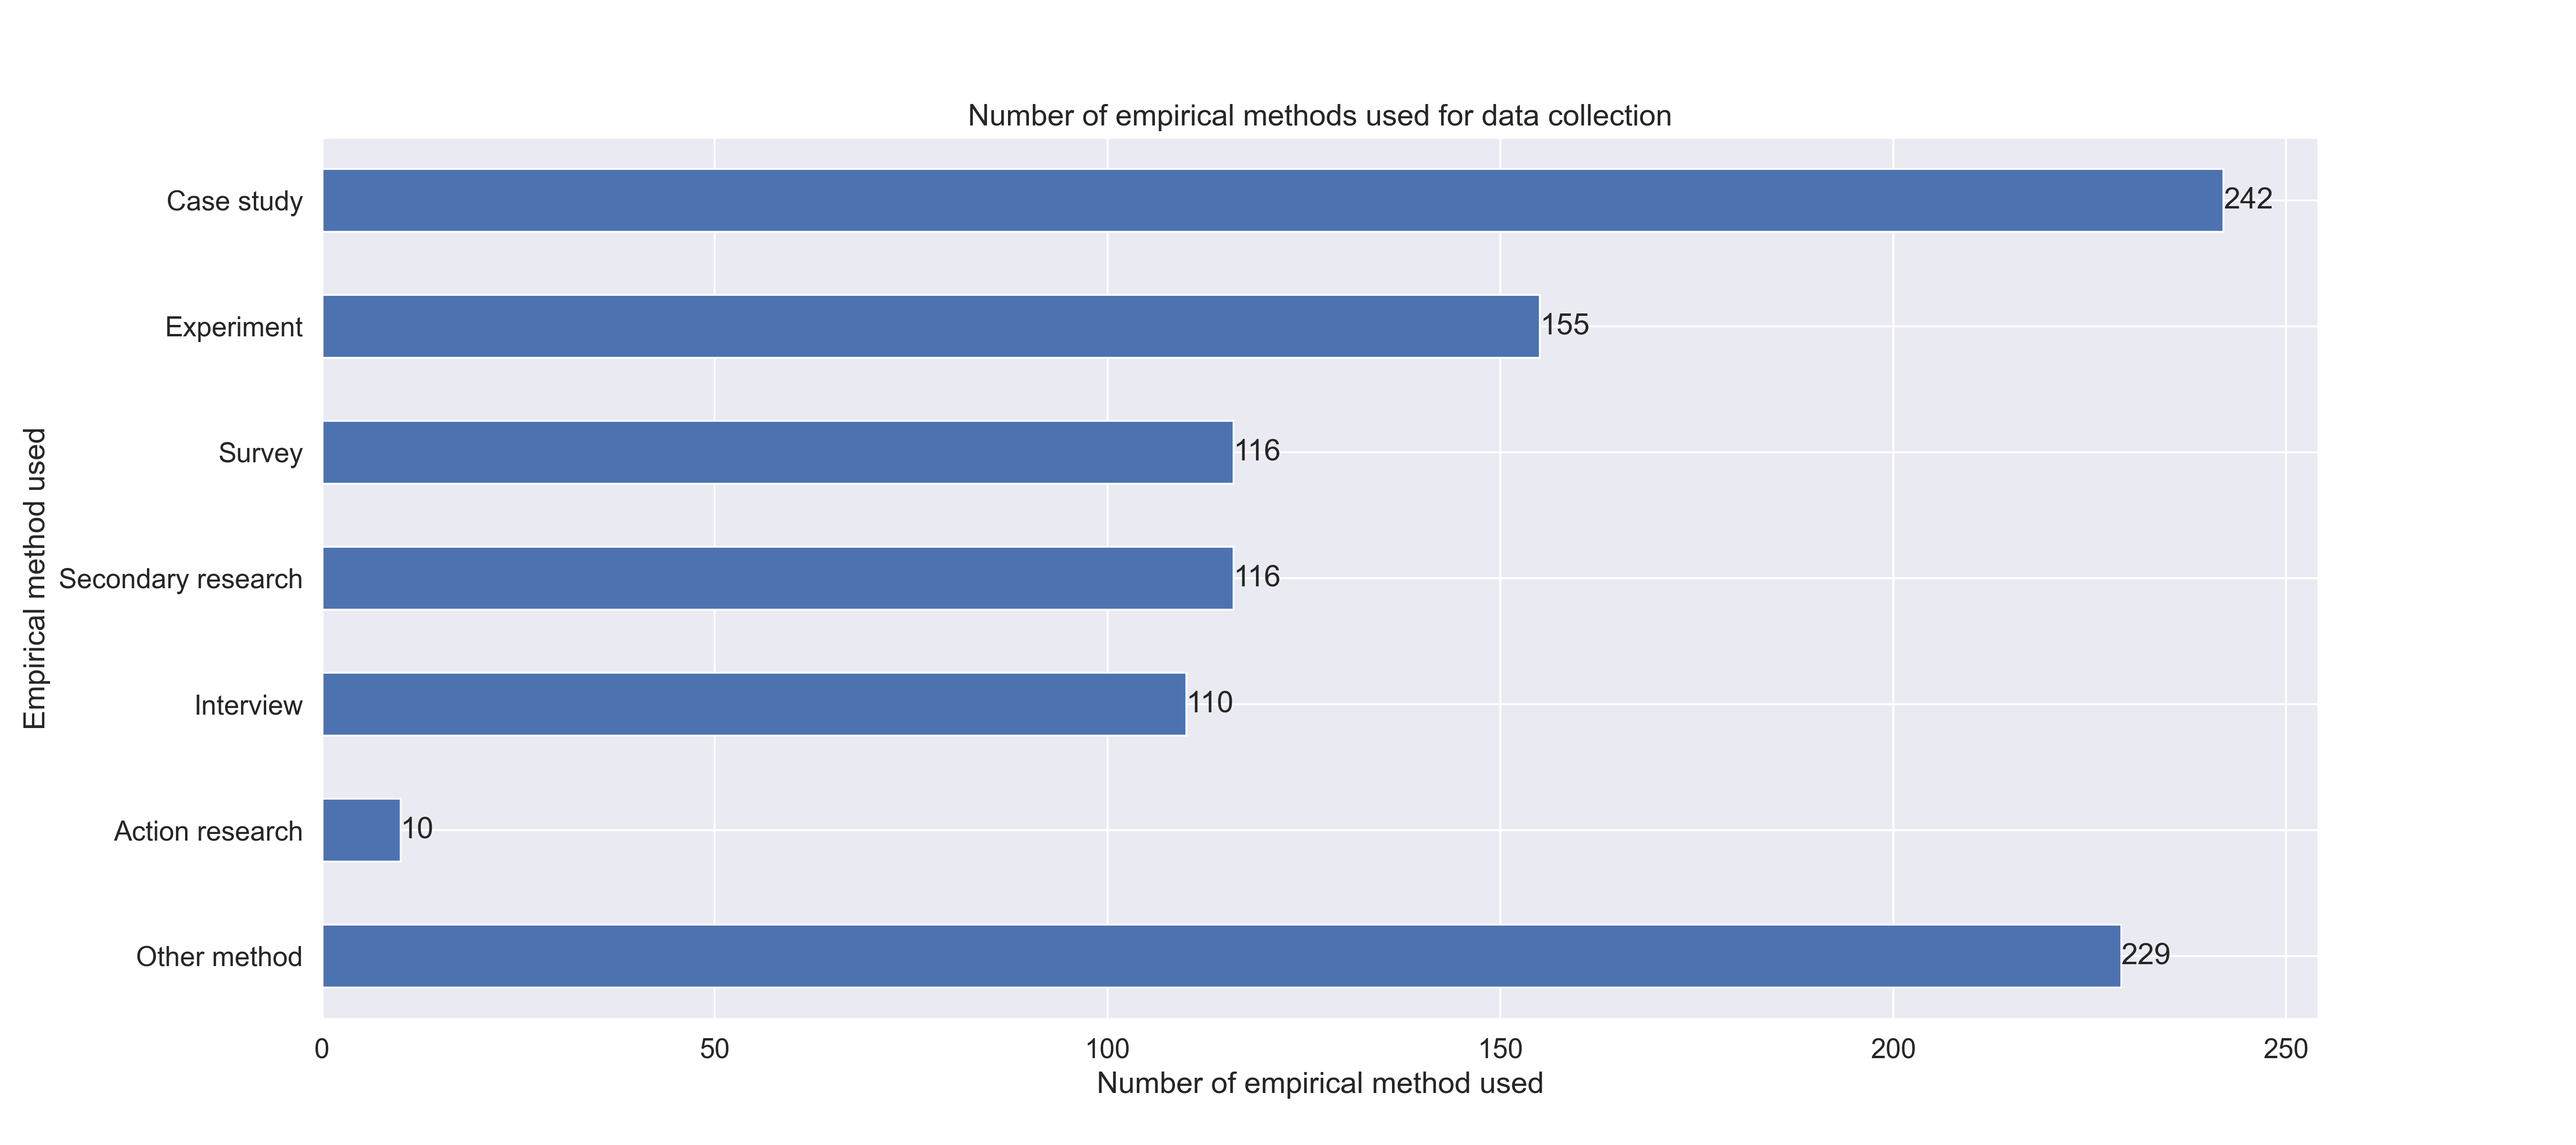 Number of empirical methods used for data collection
Empirical method used
Case study
242
Experiment
155
Survey
116
Secondary research
116
Interview
110
Action research
10
Other method
229
0 50 100 150 200 250
Number of empirical method used